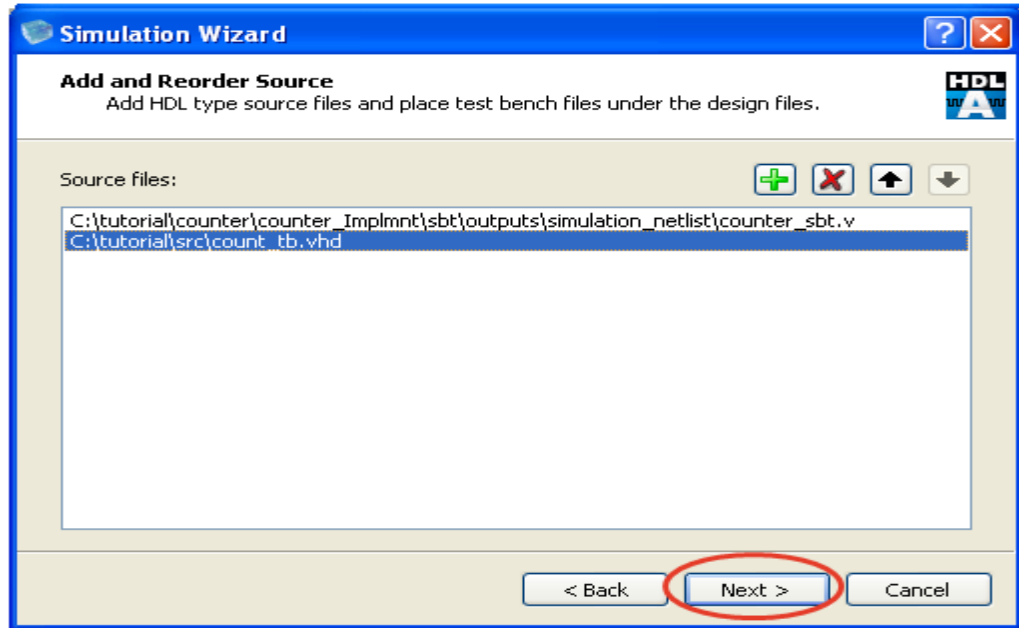 Simulation Wizard
Add and Reorder Source
Add HDL type source files and place test bench files under the design files.
HDL
A
Source files:
C:\tutorial\counter\counter_Implmnt\sbt\outputs\simulation_netlist\counter_sbt.v
C:\tutorial\src\count_tb.vhd
< Back
Next >
Cancel